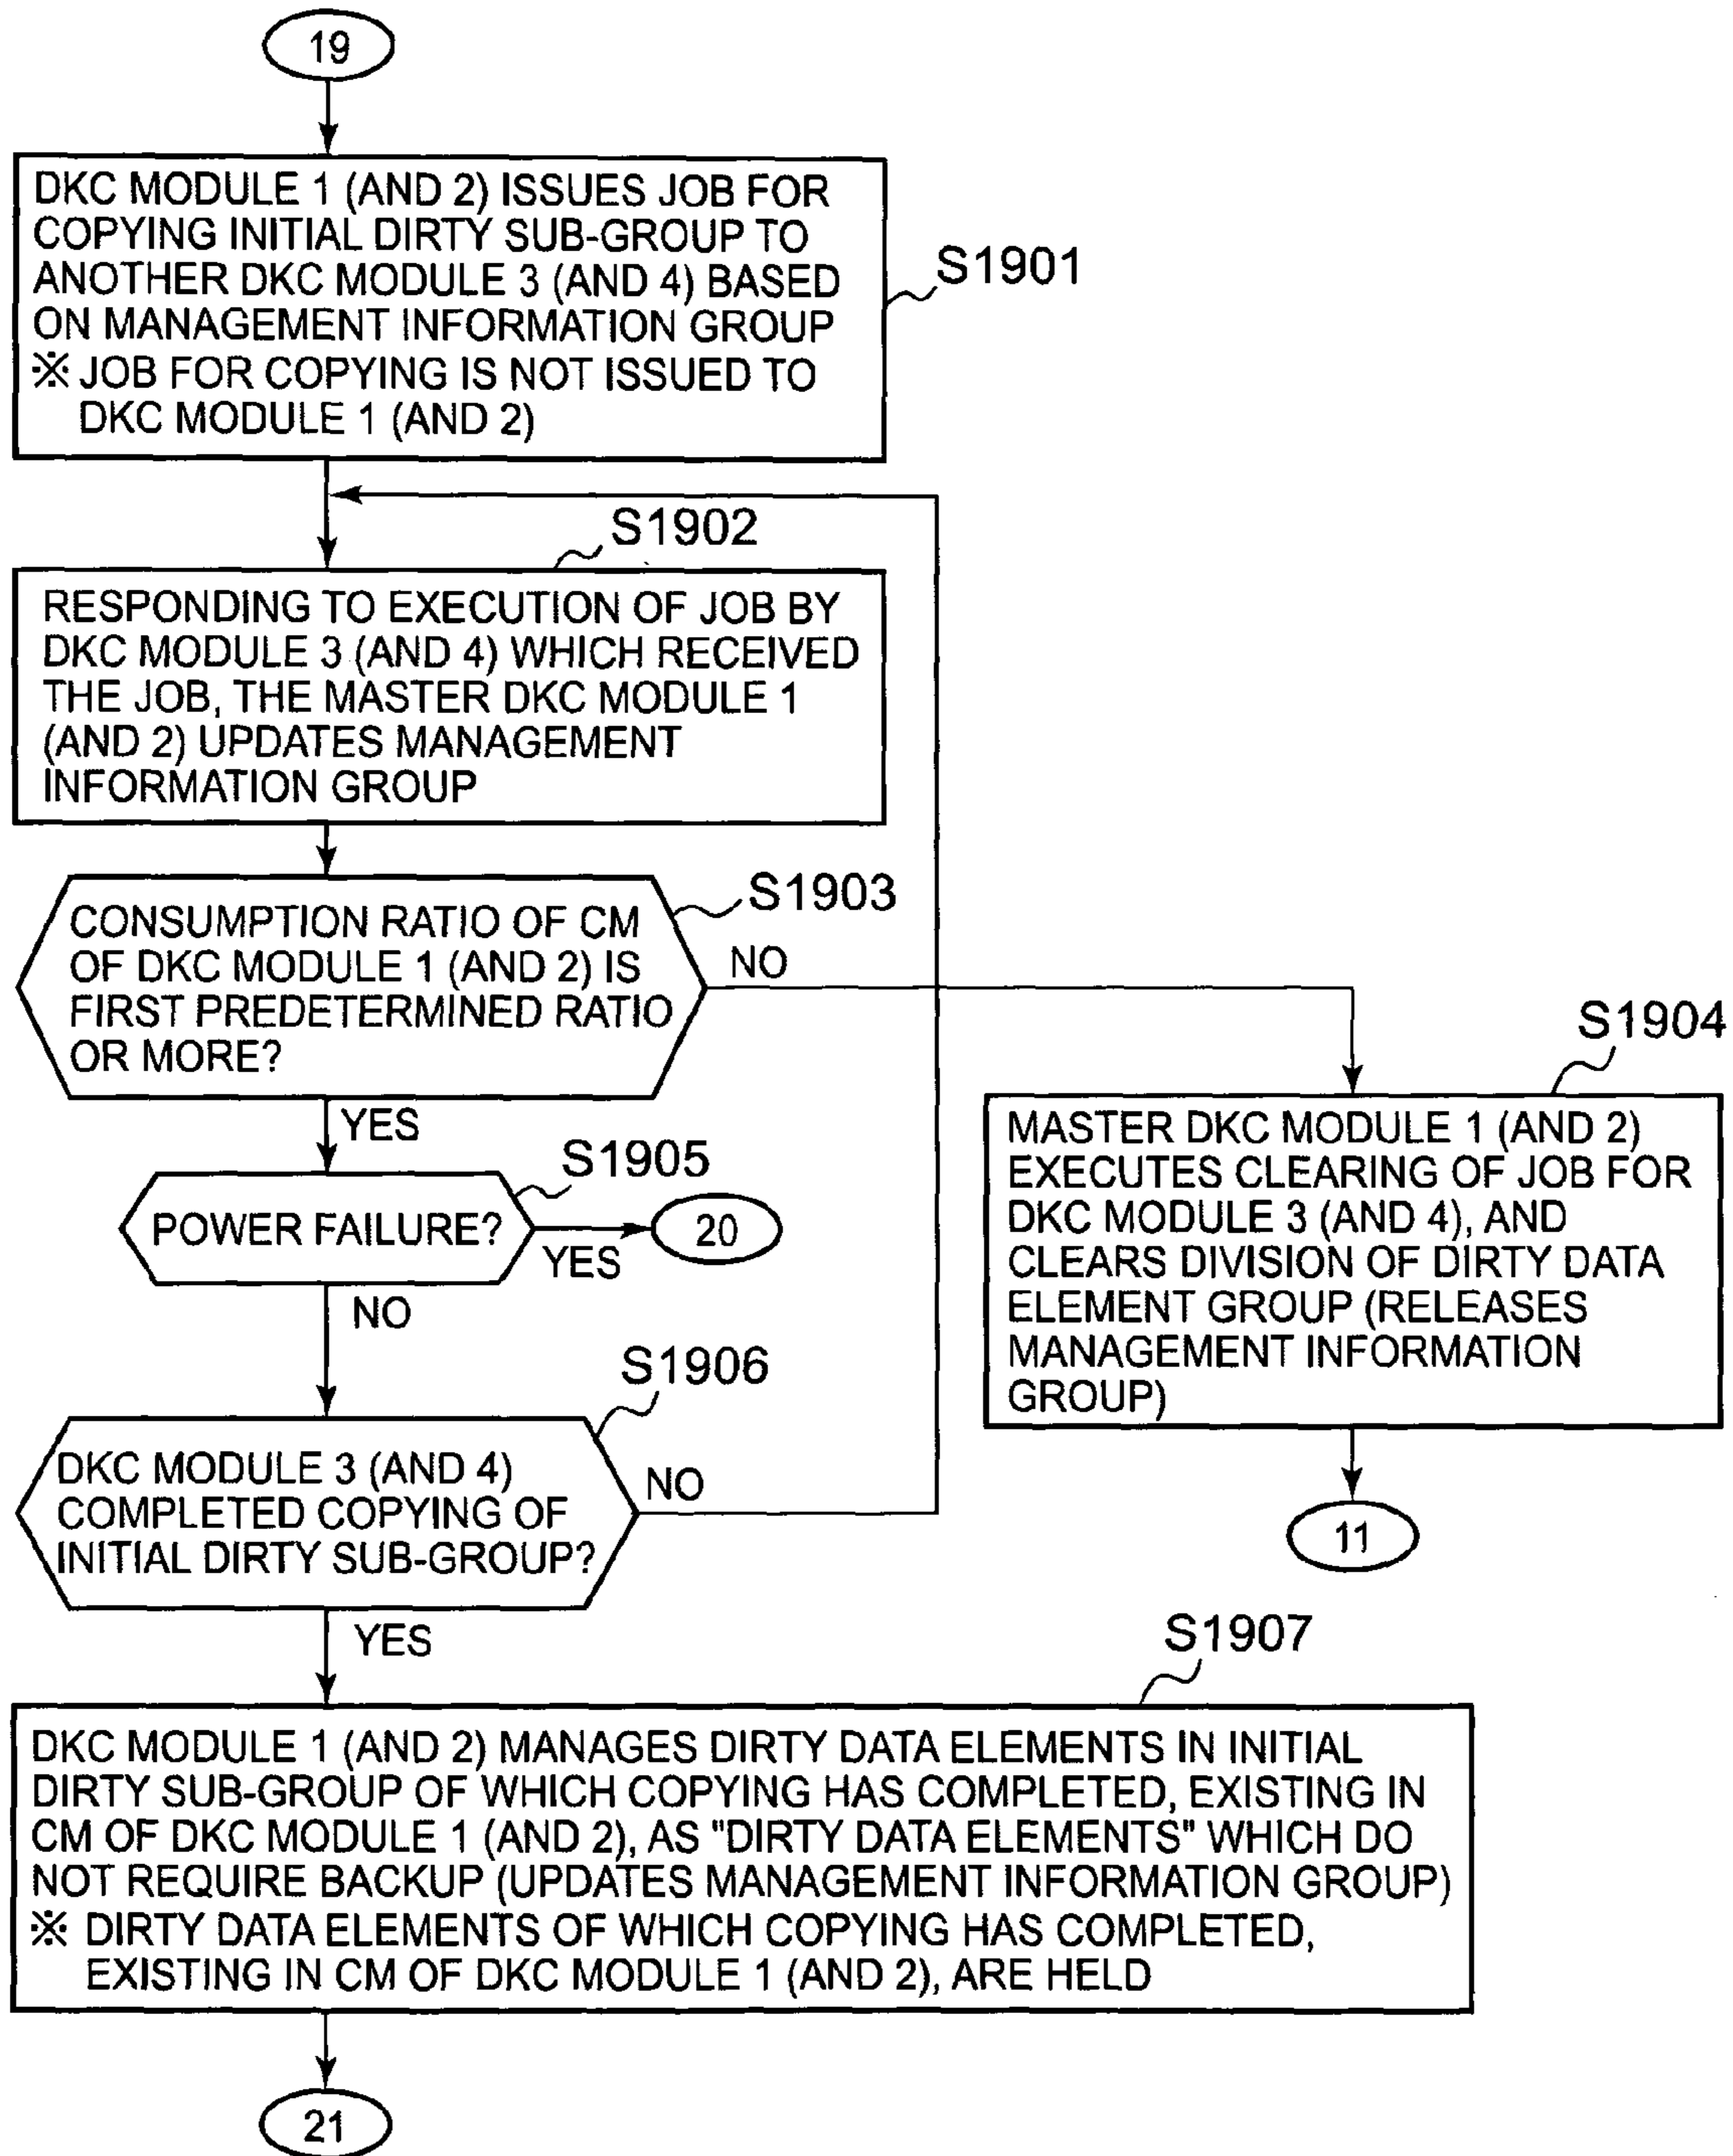 19
DKC MODULE 1 (AND 2) ISSUES JOB FOR
COPYING INITIAL DIRTY SUB-GROUP TO
ANOTHER DKC MODULE 3 (AND 4) BASED
ON MANAGEMENT INFORMATION GROUP
※ JOB FOR COPYING IS NOT ISSUED TO
DKC MODULE 1 (AND 2)
S1901
S1902
RESPONDING TO EXECUTION OF JOB BY
DKC MODULE 3 (AND 4) WHICH RECEIVED
THE JOB, THE MASTER DKC MODULE 1
(AND 2) UPDATES MANAGEMENT
INFORMATION GROUP
S1903
CONSUMPTION RATIO OF CM
OF DKC MODULE 1 (AND 2) IS
FIRST PREDETERMINED RATIO
OR MORE?
NO
YES
S1904
MASTER DKC MODULE 1 (AND 2)
EXECUTES CLEARING OF JOB FOR
DKC MODULE 3 (AND 4), AND
CLEARS DIVISION OF DIRTY DATA
ELEMENT GROUP (RELEASES
MANAGEMENT INFORMATION
GROUP)
11
S1905
POWER FAILURE?
YES
20
NO
S1906
DKC MODULE 3 (AND 4)
COMPLETED COPYING OF
INITIAL DIRTY SUB-GROUP?
NO
YES
S1907
DKC MODULE 1 (AND 2) MANAGES DIRTY DATA ELEMENTS IN INITIAL
DIRTY SUB-GROUP OF WHICH COPYING HAS COMPLETED, EXISTING IN
CM OF DKC MODULE 1 (AND 2), AS "DIRTY DATA ELEMENTS" WHICH DO
NOT REQUIRE BACKUP (UPDATES MANAGEMENT INFORMATION GROUP)
※ DIRTY DATA ELEMENTS OF WHICH COPYING HAS COMPLETED,
EXISTING IN CM OF DKC MODULE 1 (AND 2), ARE HELD
21